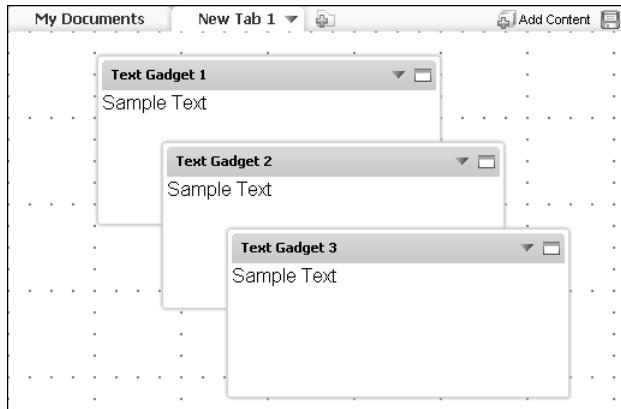 My Documents New Tab 1 Add Content
Text Gadget 1
Sample Text
Text Gadget 2
Sample Text
Text Gadget 3
Sample Text